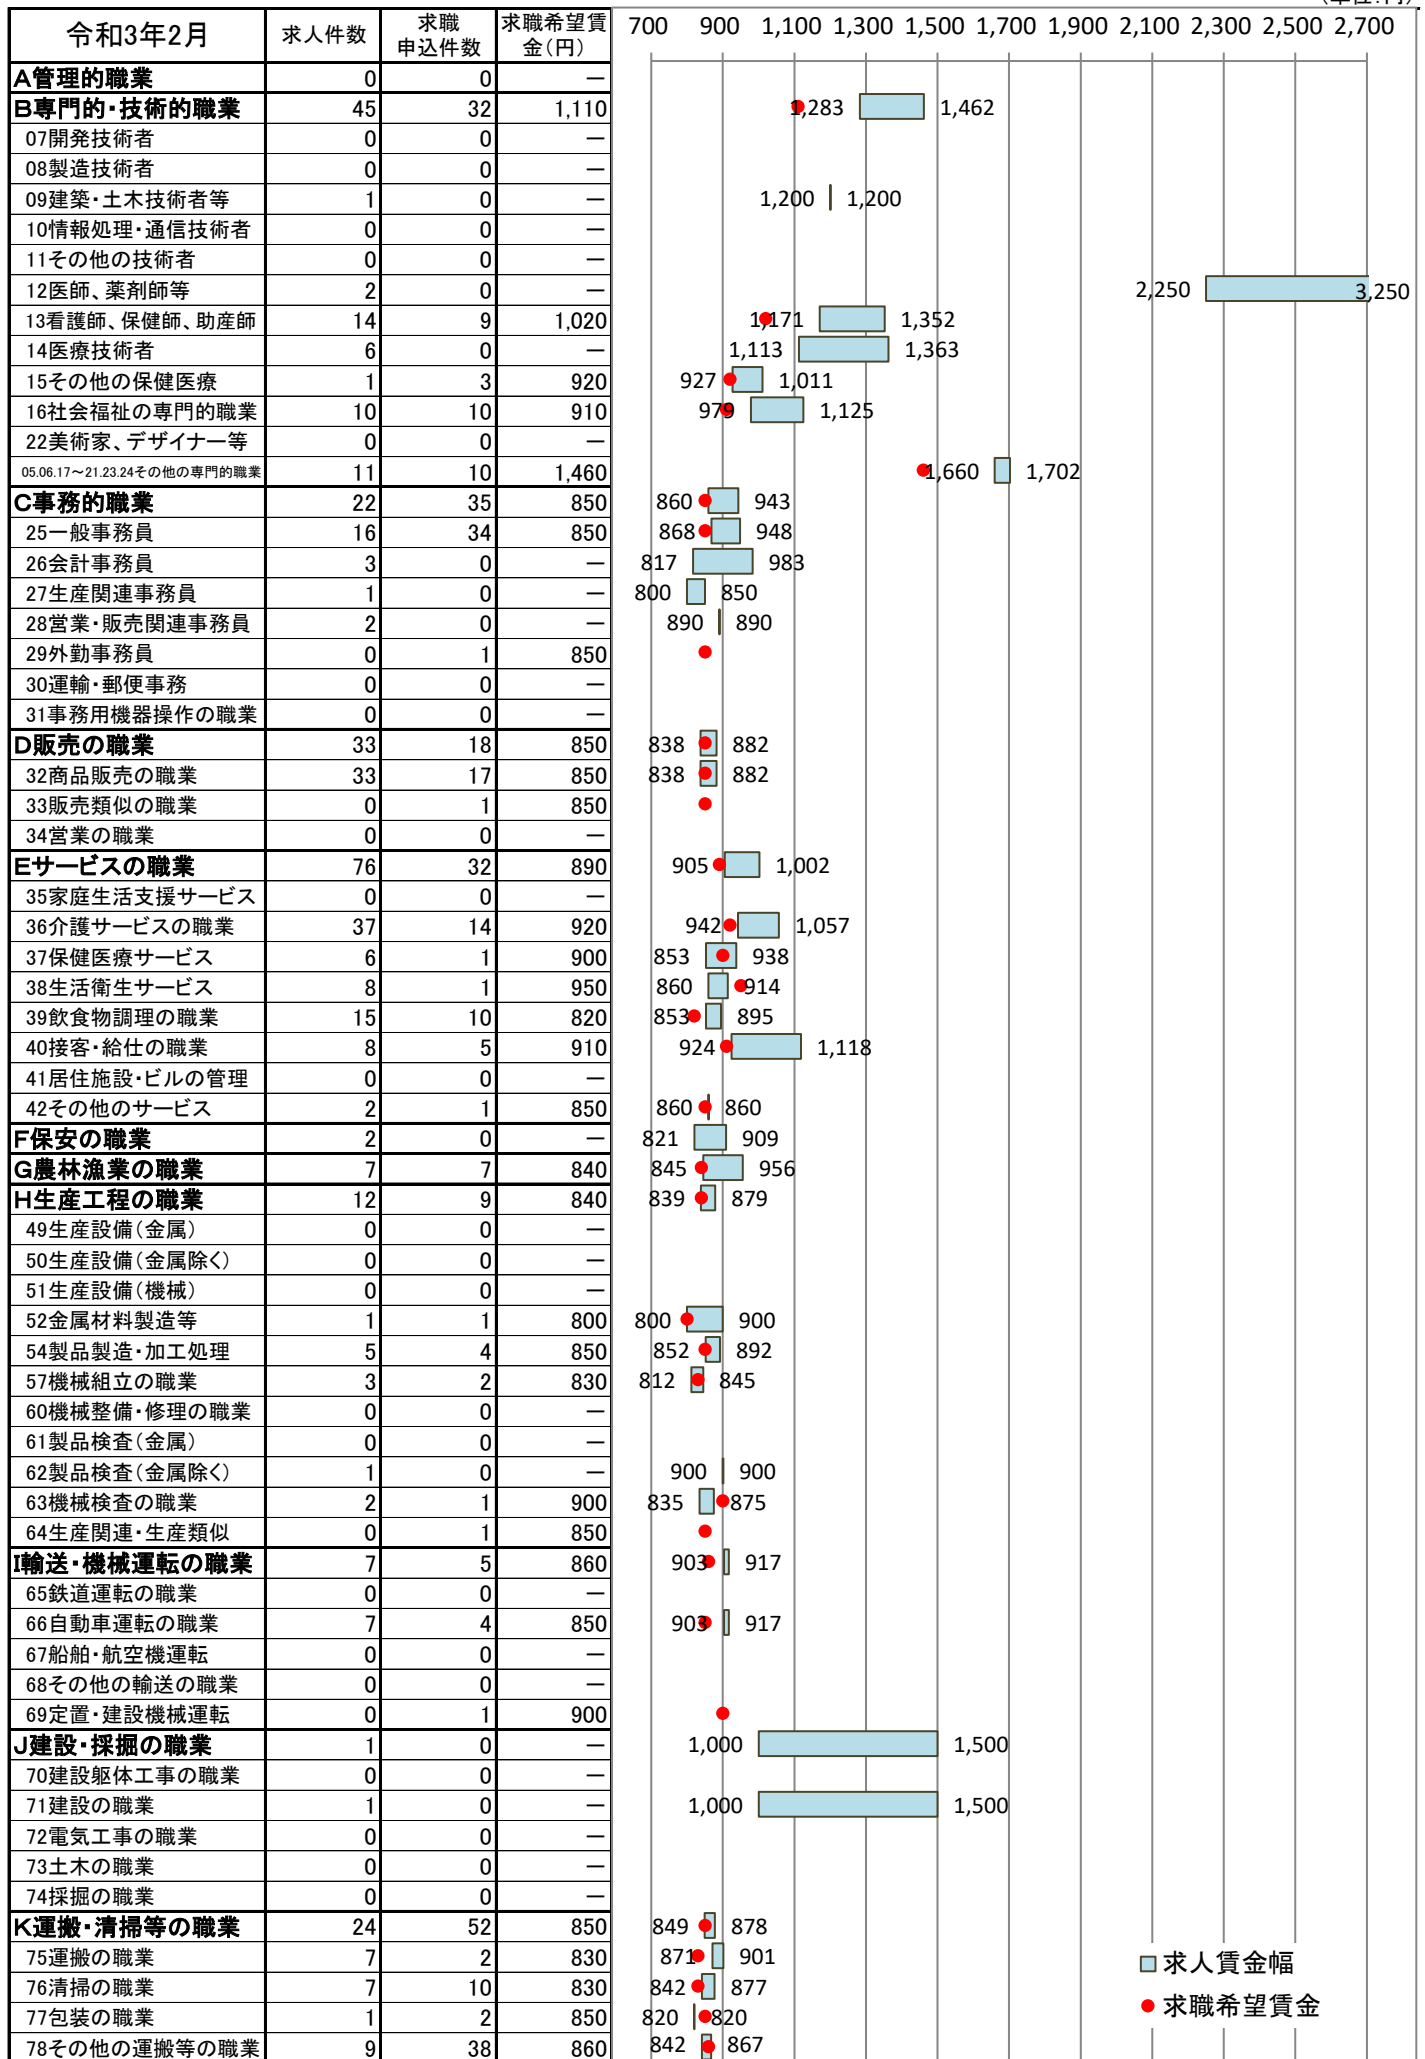 (単位:円)
令和3年2月 求人件数 求職申込件数 求職希望賃金(円) 700 900 1,100 1,300 1,500 1,700 1,900 2,100 2,300 2,500 2,700
A管理的職業 0 0 ―
B専門的・技術的職業 45 32 1,110 1,283 1,462
07開発技術者 0 0 ―
08製造技術者 0 0 ―
09建築・土木技術者等 1 0 ― 1,200 1,200
10情報処理・通信技術者 0 0 ―
11その他の技術者 0 0 ―
12医師、薬剤師等 2 0 ― 2,250 3,250
13看護師、保健師、助産師 14 9 1,020 1,171 1,352
14医療技術者 6 0 ― 1,113 1,363
15その他の保健医療 1 3 920 927 1,011
16社会福祉の専門的職業 10 10 910 979 1,125
22美術家、デザイナー等 0 0 ―
05.06.17～21.23.24その他の専門的職業 11 10 1,460 1,660 1,702
C事務的職業 22 35 850 860 943
25一般事務員 16 34 850 868 948
26会計事務員 3 0 ― 817 983
27生産関連事務員 1 0 ― 800 850
28営業・販売関連事務員 2 0 ― 890 890
29外勤事務員 0 1 850
30運輸・郵便事務 0 0 ―
31事務用機器操作の職業 0 0 ―
D販売の職業 33 18 850 838 882
32商品販売の職業 33 17 850 838 882
33販売類似の職業 0 1 850
34営業の職業 0 0 ―
Eサービスの職業 76 32 890 905 1,002
35家庭生活支援サービス 0 0 ―
36介護サービスの職業 37 14 920 942 1,057
37保健医療サービス 6 1 900 853 938
38生活衛生サービス 8 1 950 860 914
39飲食物調理の職業 15 10 820 853 895
40接客・給仕の職業 8 5 910 924 1,118
41居住施設・ビルの管理 0 0 ―
42その他のサービス 2 1 850 860 860
F保安の職業 2 0 ― 821 909
G農林漁業の職業 7 7 840 845 956
H生産工程の職業 12 9 840 839 879
49生産設備(金属) 0 0 ―
50生産設備(金属除く) 0 0 ―
51生産設備(機械) 0 0 ―
52金属材料製造等 1 1 800 800 900
54製品製造・加工処理 5 4 850 852 892
57機械組立の職業 3 2 830 812 845
60機械整備・修理の職業 0 0 ―
61製品検査(金属) 0 0 ―
62製品検査(金属除く) 1 0 ― 900 900
63機械検査の職業 2 1 900 835 875
64生産関連・生産類似 0 1 850
I輸送・機械運転の職業 7 5 860 903 917
65鉄道運転の職業 0 0 ―
66自動車運転の職業 7 4 850 903 917
67船舶・航空機運転 0 0 ―
68その他の輸送の職業 0 0 ―
69定置・建設機械運転 0 1 900
J建設・採掘の職業 1 0 ― 1,000 1,500
70建設躯体工事の職業 0 0 ―
71建設の職業 1 0 ― 1,000 1,500
72電気工事の職業 0 0 ―
73土木の職業 0 0 ―
74採掘の職業 0 0 ―
K運搬・清掃等の職業 24 52 850 849 878
75運搬の職業 7 2 830 871 901
76清掃の職業 7 10 830 842 877
77包装の職業 1 2 850 820 820
78その他の運搬等の職業 9 38 860 842 867
求人賃金幅
求職希望賃金